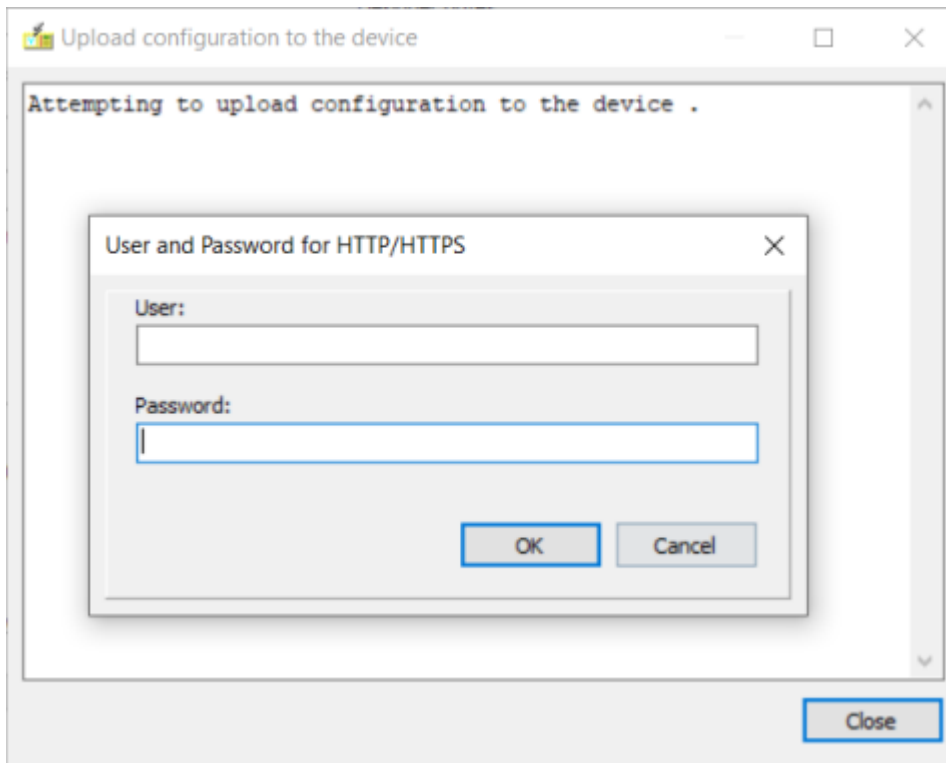 Upload configuration to the device
Attempting to upload configuration to the device .
User and Password for HTTP/HTTPS
User:
Password:
OK
Cancel
Close